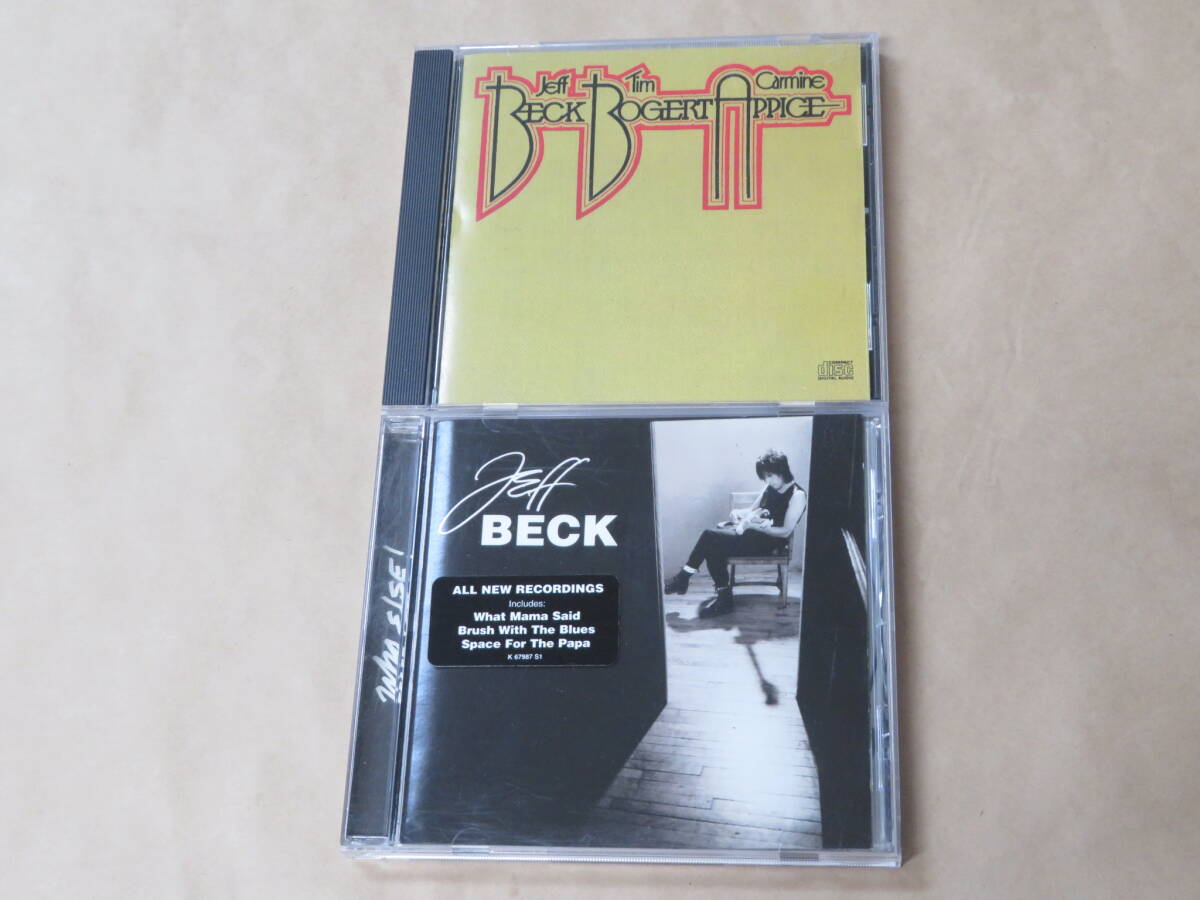 Jeff Tim Carmine
BECK BOGERT APPICE
COMPACT
disc
DIGITAL AUDIO
Jeff
BECK
ALL NEW RECORDINGS
Includes:
What Mama Said
Brush With The Blues
Space For The Papa
K 67987 S1
Who Else!